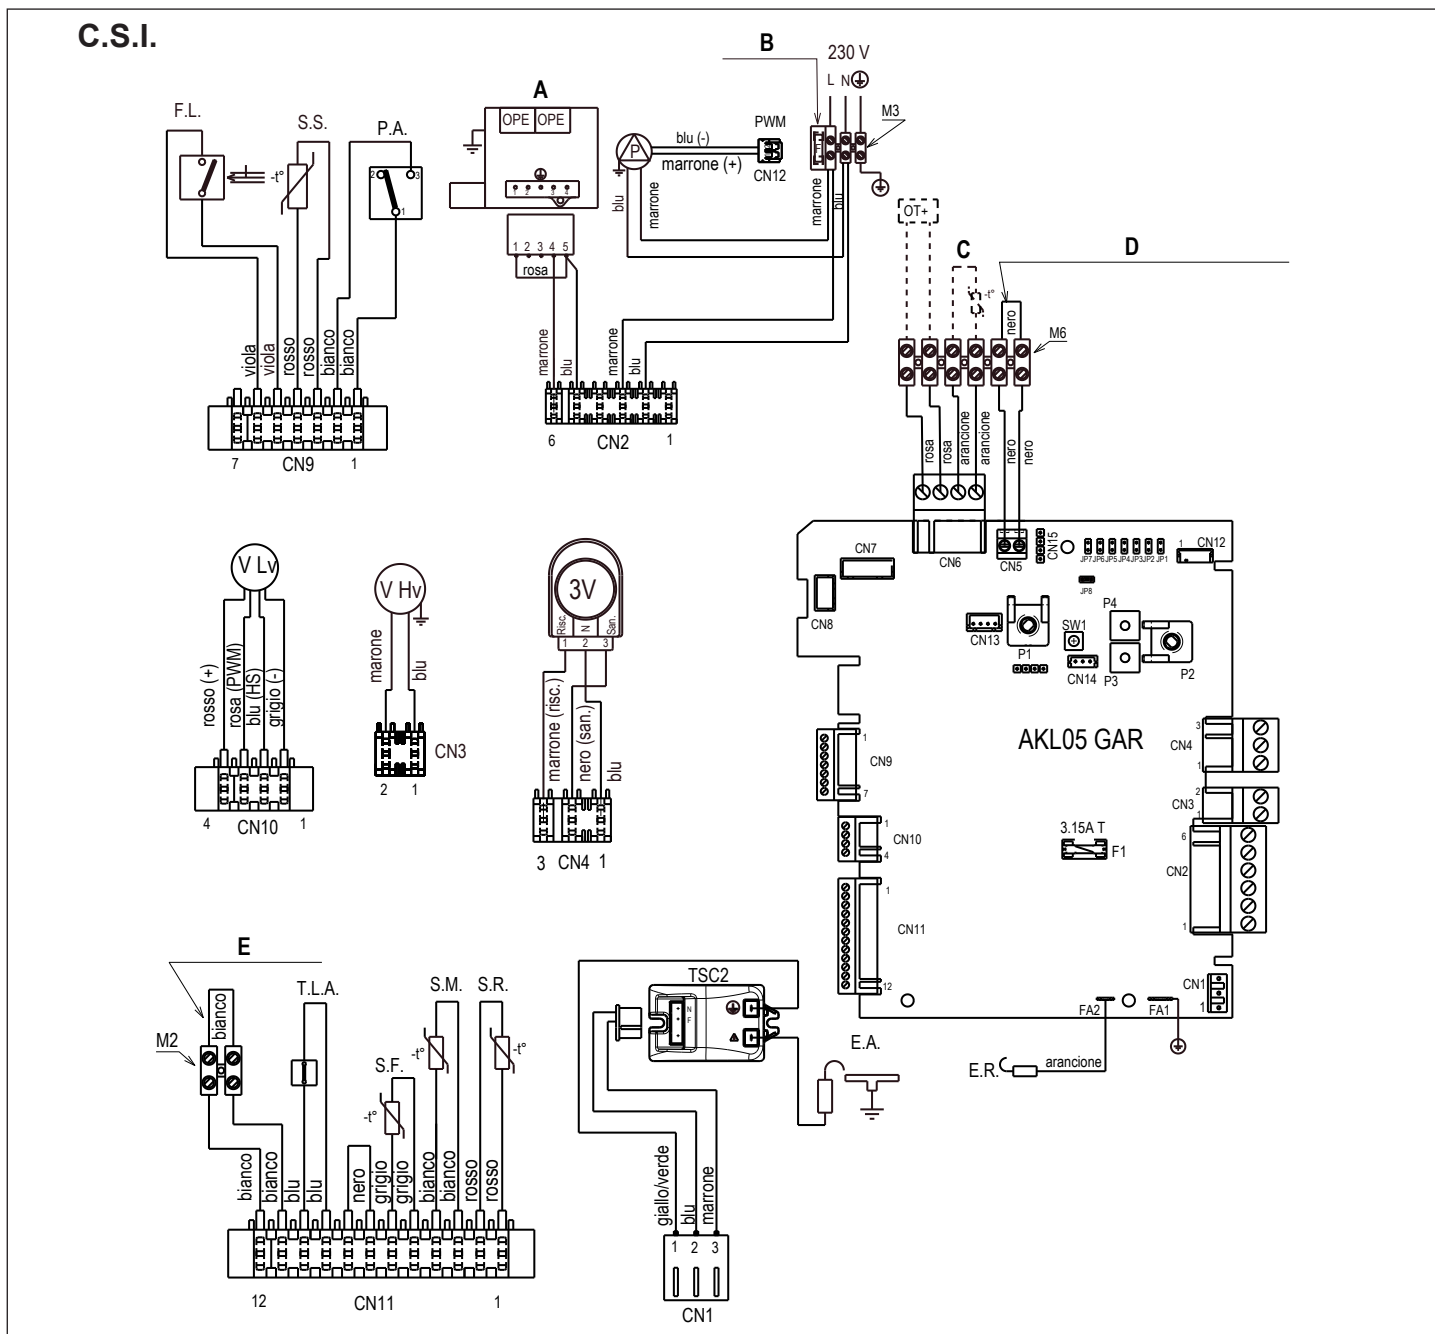 C.S.I.
F.L.
S.S.
P.A.
-t°
2
3
1
viola
viola
rosso
rosso
bianco
bianco
7
CN9
1
A
OPE
OPE
1 2 3 4
1 2 3 4 5
rosa
marrone
blu
marrone
blu
6
CN2
1
P
blu (-)
marrone (+)
PWM
CN12
blu
marrone
B
230 V
L N
M3
marrone
blu
OT+
C
-t°
D
nero
M6
rosa
rosa
arancione
arancione
nero
nero
V Lv
rosso (+)
rosa (PWM)
blu (HS)
grigio (-)
4
CN10
1
V Hv
marone
blu
CN3
2
1
3V
Risc.
N
San.
1 2 3
marrone (risc.)
nero (san.)
blu
3
CN4
1
CN7
CN8
CN6
CN5
CN15
JP7 JP6 JP5 JP4 JP3 JP2 JP1
JP8
1
CN12
CN13
P1
SW1
CN14
P4
P3
P2
AKL05 GAR
1
CN9
7
1
CN10
4
1
CN11
12
3
CN4
1
2
CN3
1
6
CN2
1
3.15A T
F1
CN1
1
FA2
FA1
E.R.
arancione
E
bianco
M2
T.L.A.
S.F.
-t°
S.M.
-t°
S.R.
-t°
bianco
bianco
blu
blu
nero
grigio
grigio
bianco
bianco
rosso
rosso
12
CN11
1
TSC2
N
F
E.A.
giallo/verde
blu
marrone
1 2 3
CN1